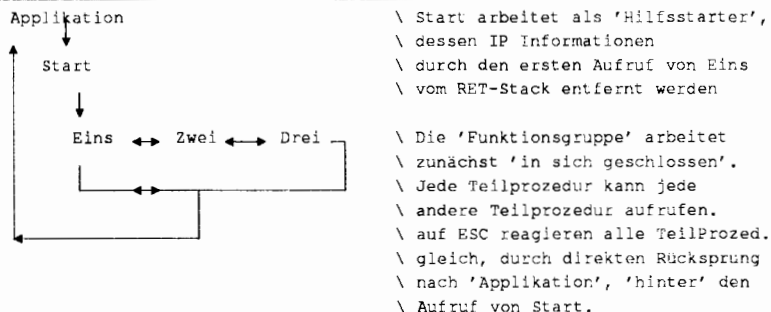 Applikation \ Start arbeitet als 'Hilfsstarter',
\ dessen IP Informationen
Start \ durch den ersten Aufruf von Eins
\ vom RET-Stack entfernt werden
Eins Zwei Drei \ Die 'Funktionsgruppe' arbeitet
\ zunächst 'in sich geschlossen'.
\ Jede Teilprozedur kann jede
\ andere Teilprozedur aufrufen.
\ auf ESC reagieren alle TeilProzed.
\ gleich, durch direkten Rücksprung
\ nach 'Applikation', 'hinter' den
\ Aufruf von Start.